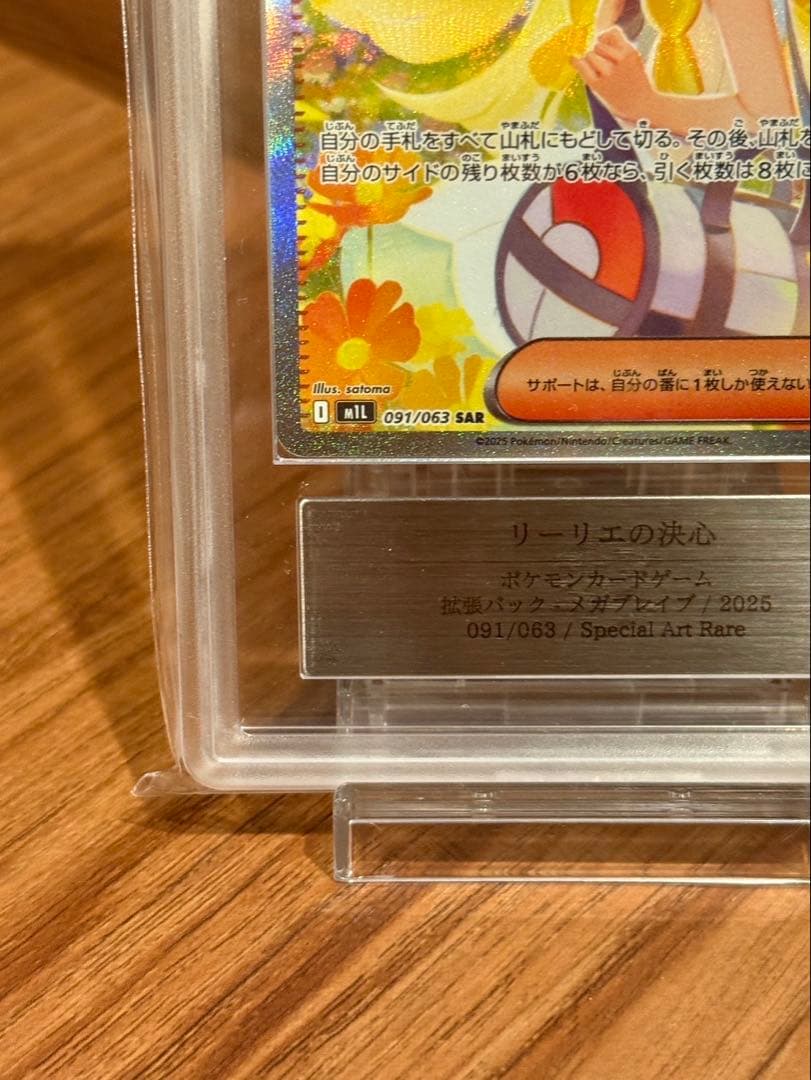 自分の手札をすべて山札にもどして切る。その後、山札を
自分のサイドの残り枚数が6枚なら、引く枚数は8枚に
サポートは、自分の番に1枚しか使えない
Illus. satoma
I M1L 091/063 SAR
©2025 Pokémon/Nintendo/Creatures/GAME FREAK.
リーリエの決心
ポケモンカードゲーム
拡張パック - メガブレイブ / 2025
091/063 / Special Art Rare